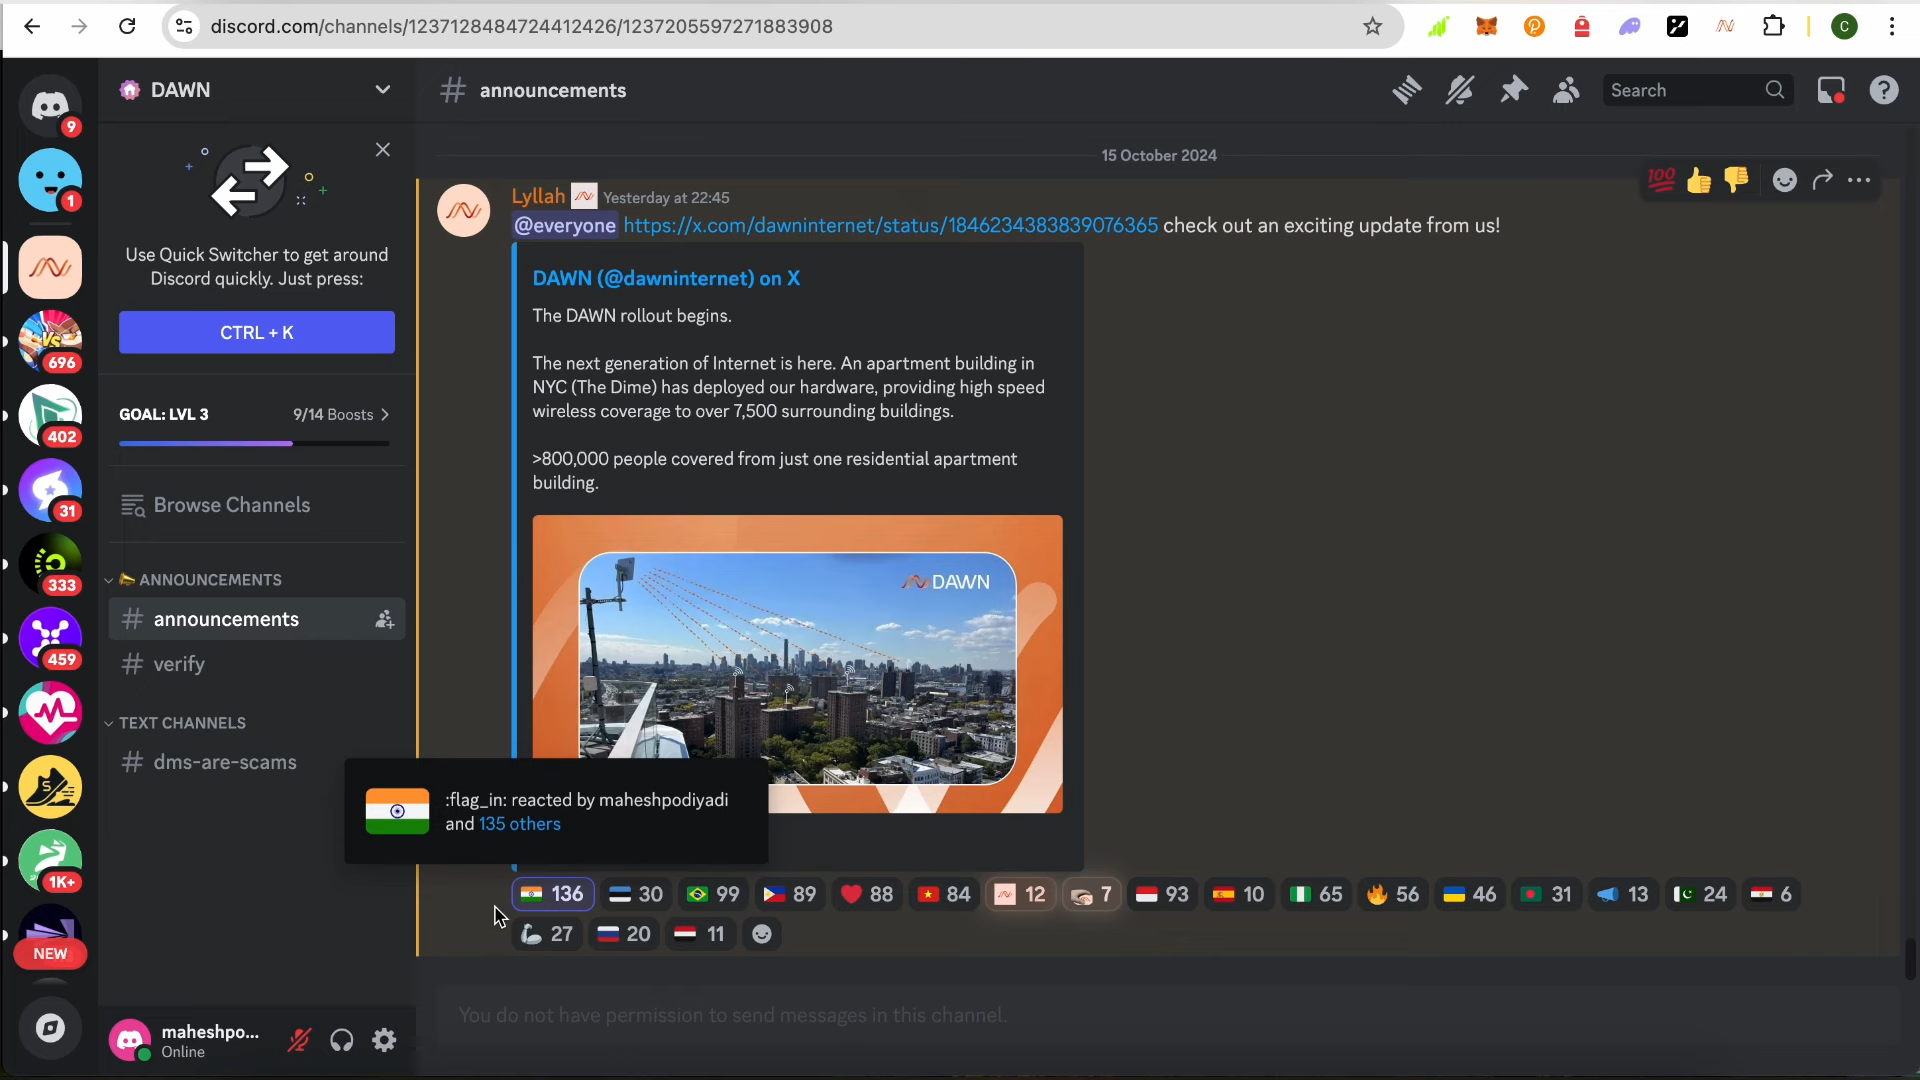 discord.com/channels/1237128484724412426/1237205597271883908
C
DAWN
announcements
Search
9
1
696
402
31
333
459
1K+
NEW
Use Quick Switcher to get around
Discord quickly. Just press:
CTRL + K
GOAL: LVL 3
9/14 Boosts
Browse Channels
ANNOUNCEMENTS
announcements
verify
TEXT CHANNELS
dms-are-scams
maheshpo...
Online
15 October 2024
Lyllah Yesterday at 22:45
@everyone https://x.com/dawninternet/status/1846234383839076365 check out an exciting update from us!
DAWN (@dawninternet) on X
The DAWN rollout begins.
The next generation of Internet is here. An apartment building in
NYC (The Dime) has deployed our hardware, providing high speed
wireless coverage to over 7,500 surrounding buildings.
>800,000 people covered from just one residential apartment
building.
DAWN
:flag_in: reacted by maheshpodiyadi
and 135 others
136 30 99 89 88 84 12 7 93 10 65 56 46 31 13 24 6
27 20 11
You do not have permission to send messages in this channel.